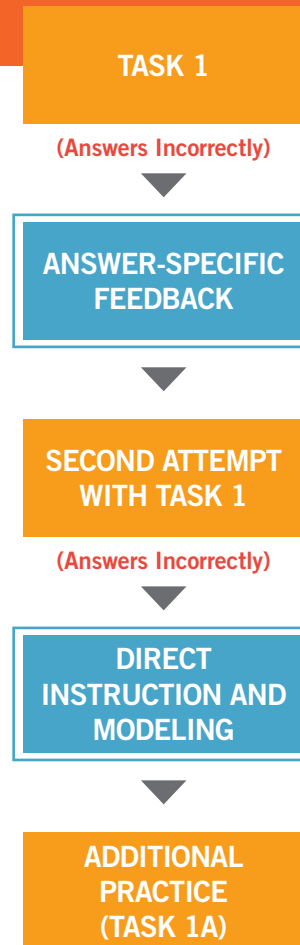 TASK 1
(Answers Incorrectly)
ANSWER-SPECIFIC
FEEDBACK
SECOND ATTEMPT
WITH TASK 1
(Answers Incorrectly)
DIRECT
INSTRUCTION AND
MODELING
ADDITIONAL
PRACTICE
(TASK 1A)